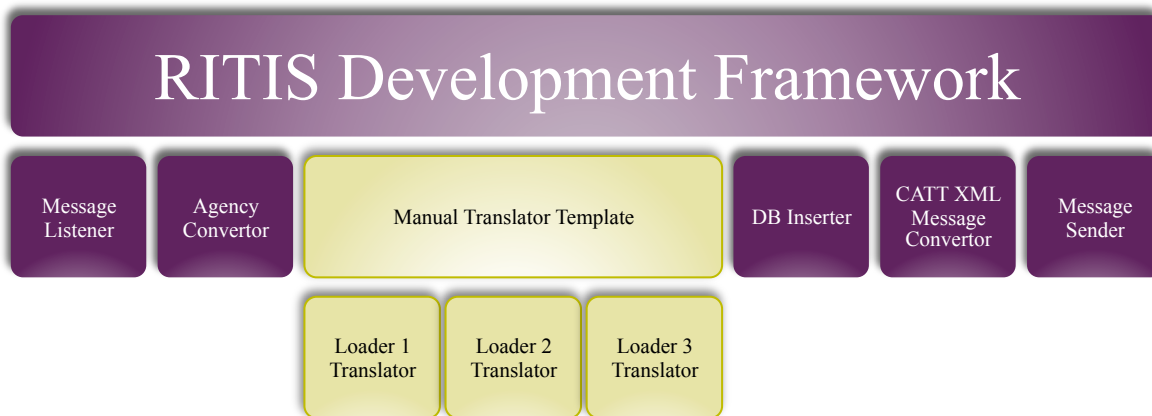 RITIS Development Framework
Message
Listener
Agency
Convertor
Manual Translator Template
DB Inserter
CATT XML
Message
Convertor
Message
Sender
Loader 1
Translator
Loader 2
Translator
Loader 3
Translator